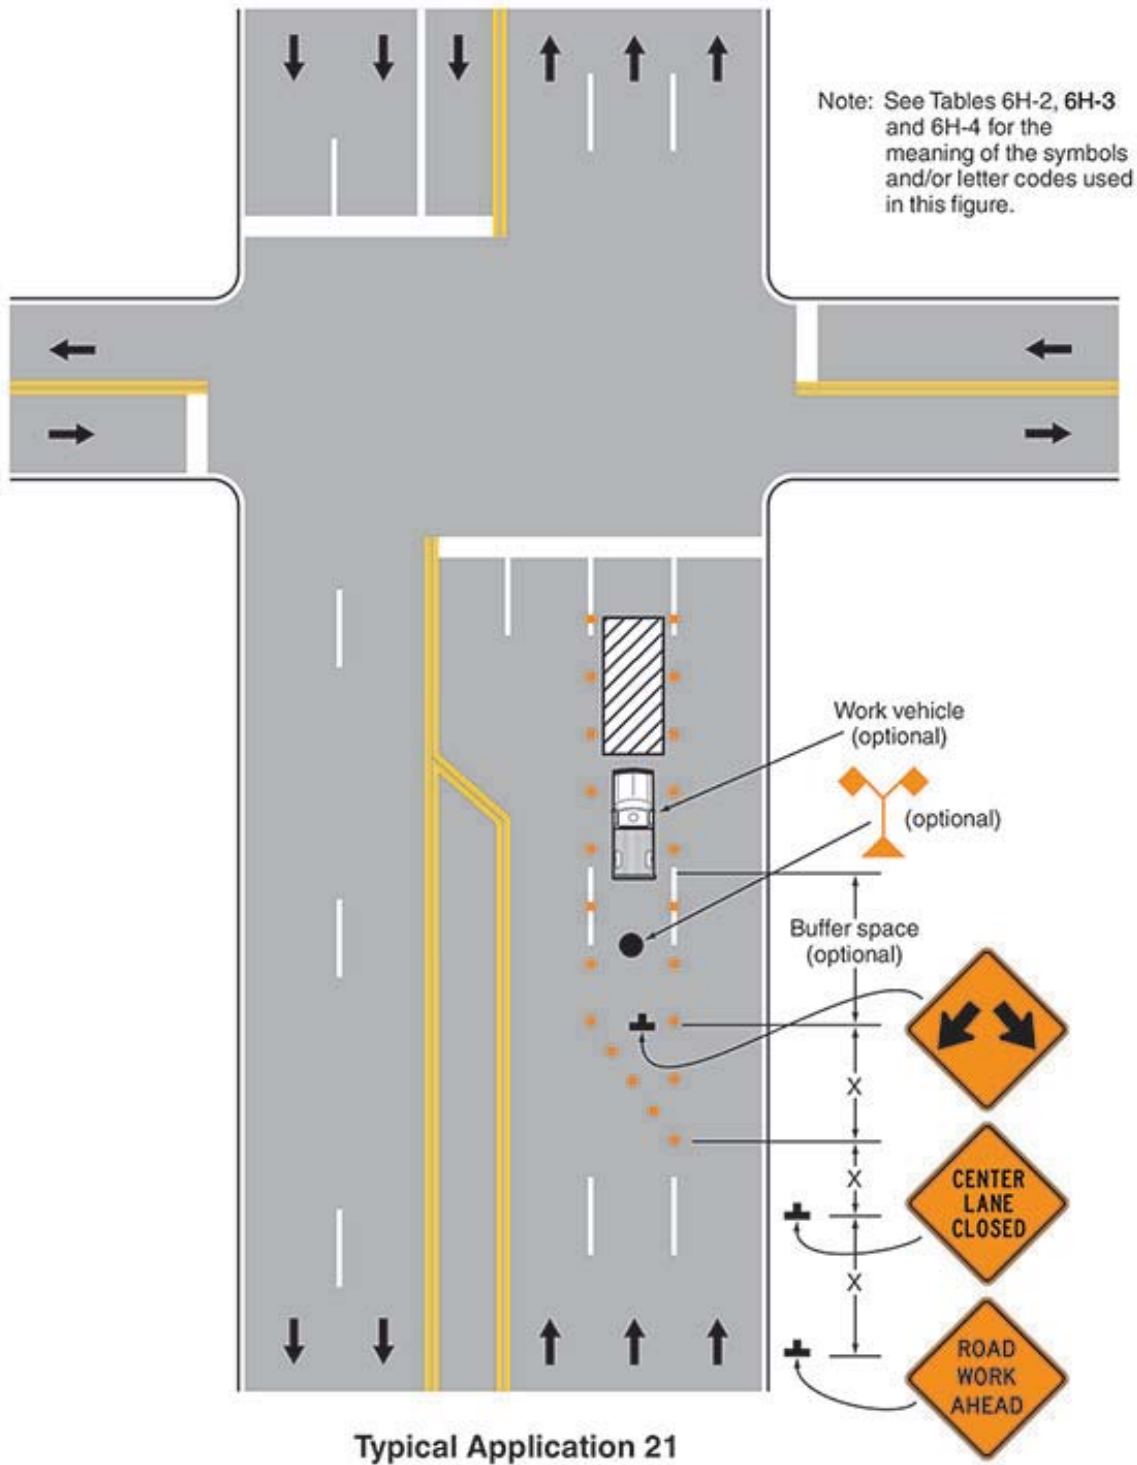 Note: See Tables 6H-2, 6H-3
and 6H-4 for the
meaning of the symbols
and/or letter codes used
in this figure.
Work vehicle
(optional)
(optional)
Buffer space
(optional)
X
X
CENTER
LANE
CLOSED
X
ROAD
WORK
AHEAD
Typical Application 21